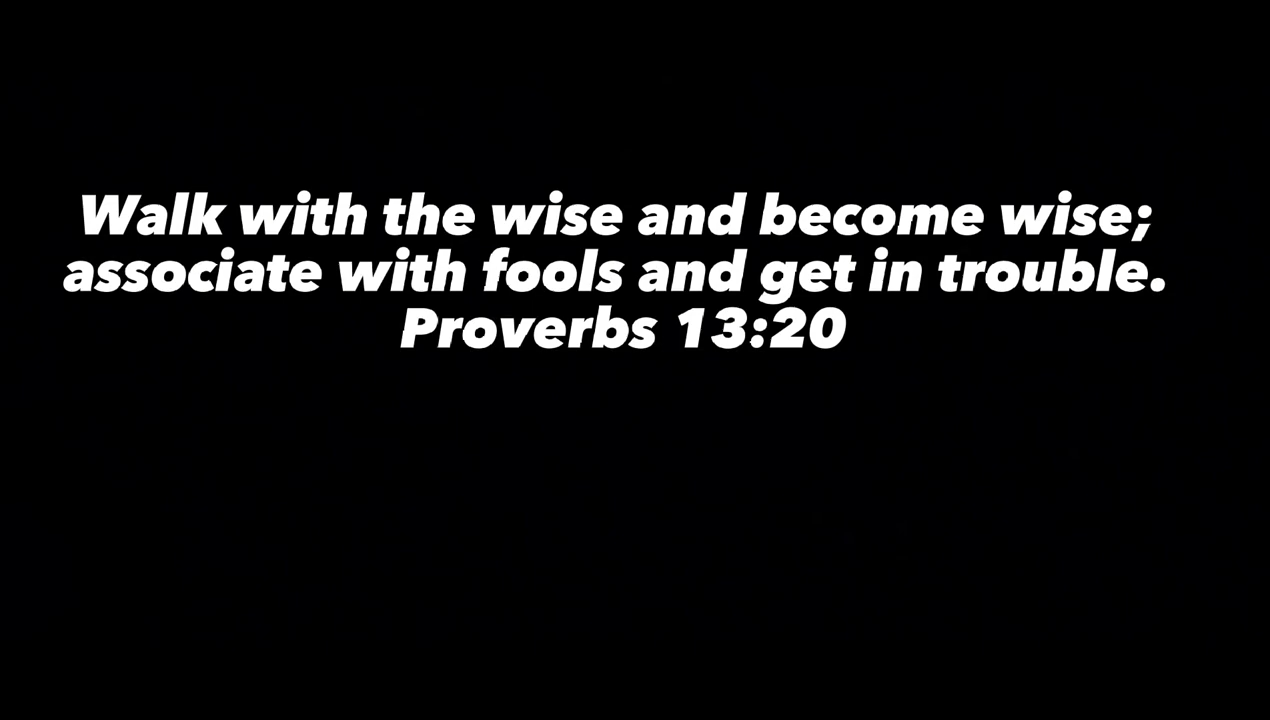 Walk with the wise and become wise;
associate with fools and get in trouble.
Proverbs 13:20